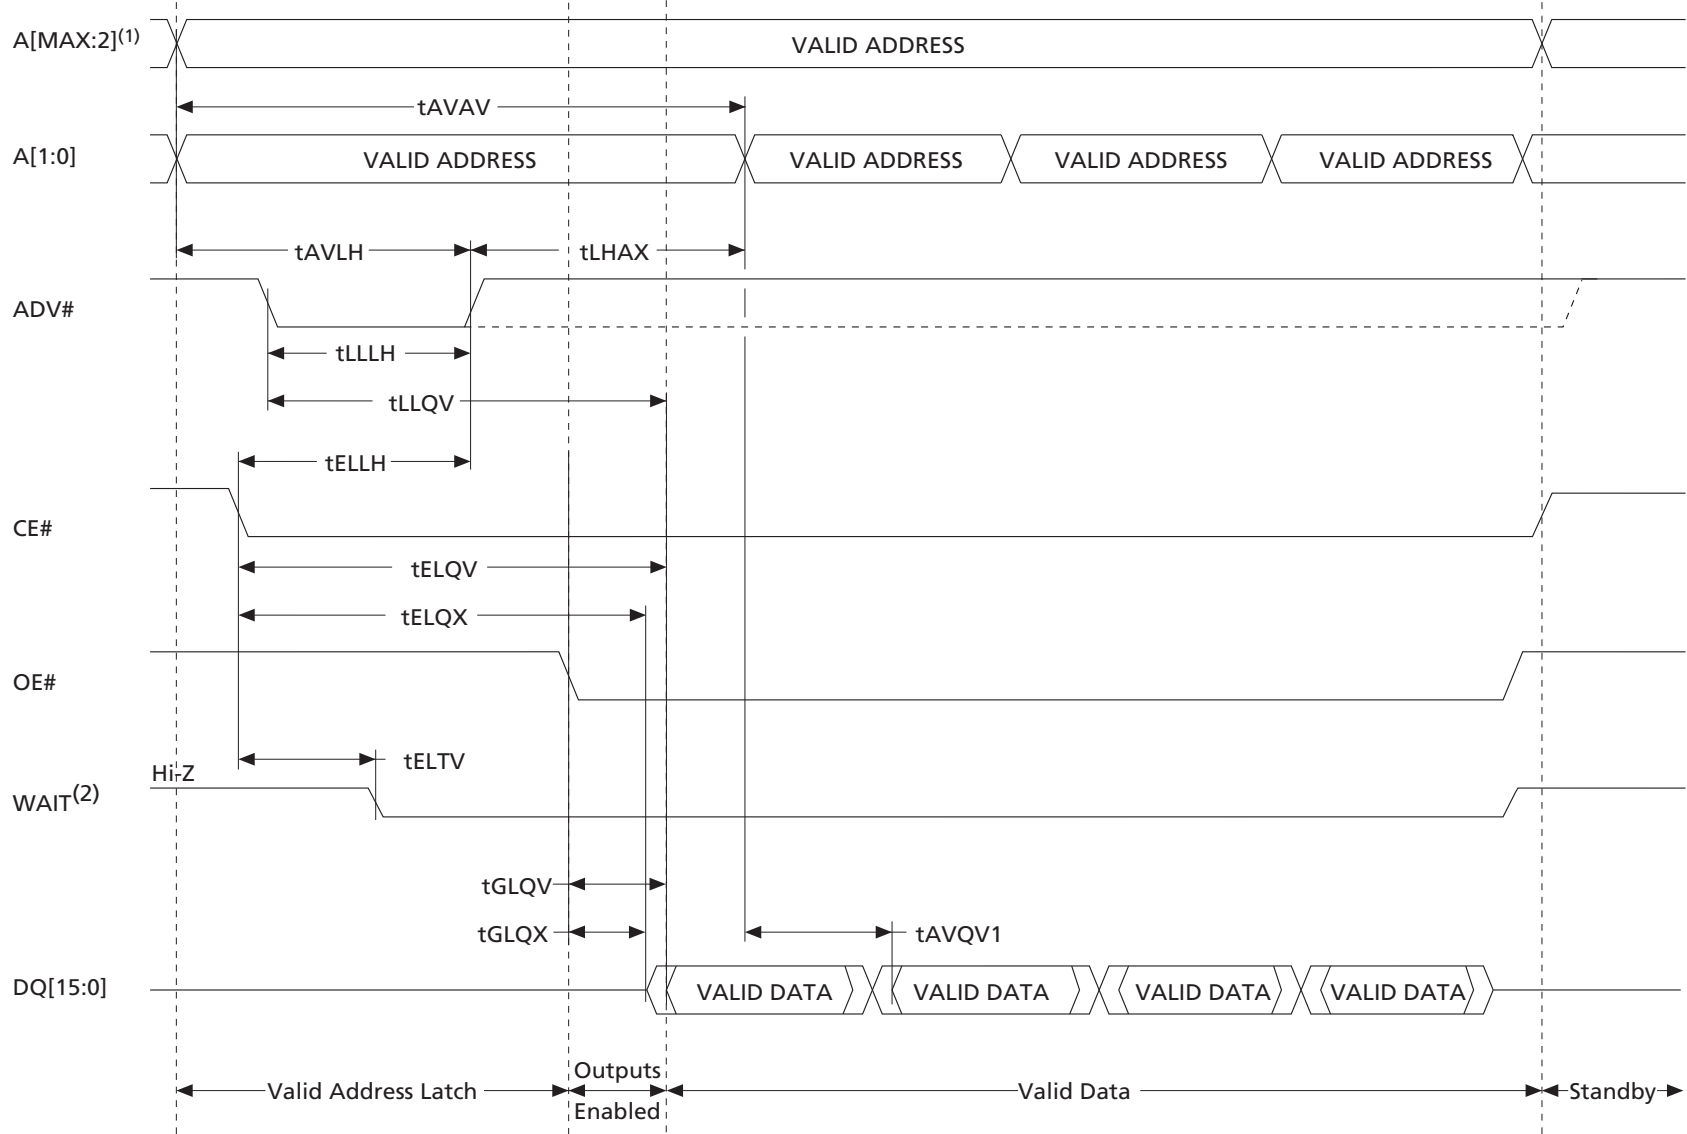 A[MAX:2](1)
VALID ADDRESS
tAVAV
A[1:0]
VALID ADDRESS VALID ADDRESS VALID ADDRESS VALID ADDRESS
tAVLH tLHAX
ADV#
tLLLH
tLLQV
tELLH
CE#
tELQV
tELQX
OE#
tELTV
Hi-Z
WAIT(2)
tGLQV
tGLQX tAVQV1
DQ[15:0]
VALID DATA VALID DATA VALID DATA VALID DATA
Valid Address Latch
Outputs
Enabled
Valid Data
Standby